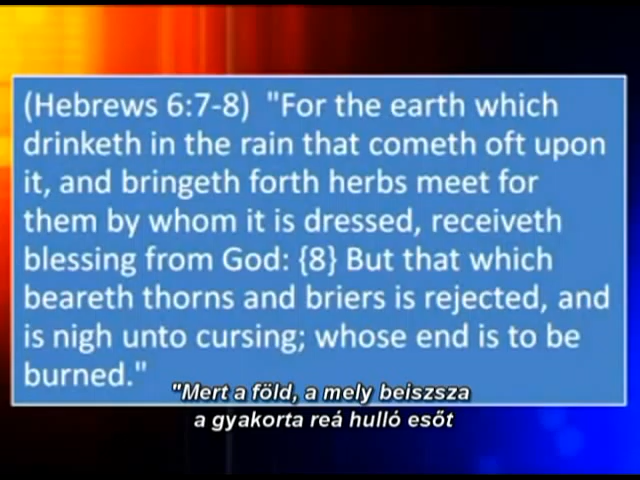 (Hebrews 6:7-8)  "For the earth which
drinketh in the rain that cometh oft upon
it, and bringeth forth herbs meet for
them by whom it is dressed, receiveth
blessing from God: {8} But that which
beareth thorns and briers is rejected, and
is nigh unto cursing; whose end is to be
burned."
"Mert a föld, a mely beiszsza
a gyakorta reá hulló esőt